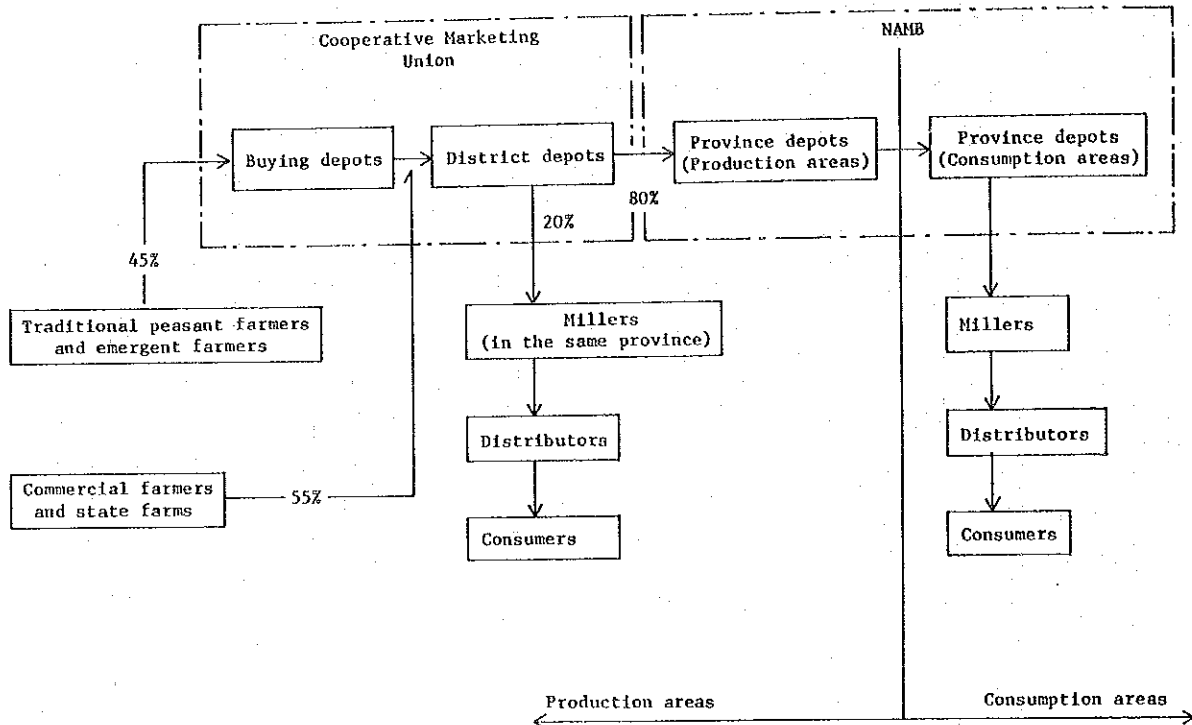 Cooperative Marketing
Union
NAMB
Buying depots
District depots
Province depots
(Production areas)
Province depots
(Consumption areas)
80%
20%
45%
Traditional peasant farmers
and emergent farmers
Millers
(in the same province)
Millers
Distributors
Distributors
Commercial farmers
and state farms
55%
Consumers
Consumers
Production areas
Consumption areas